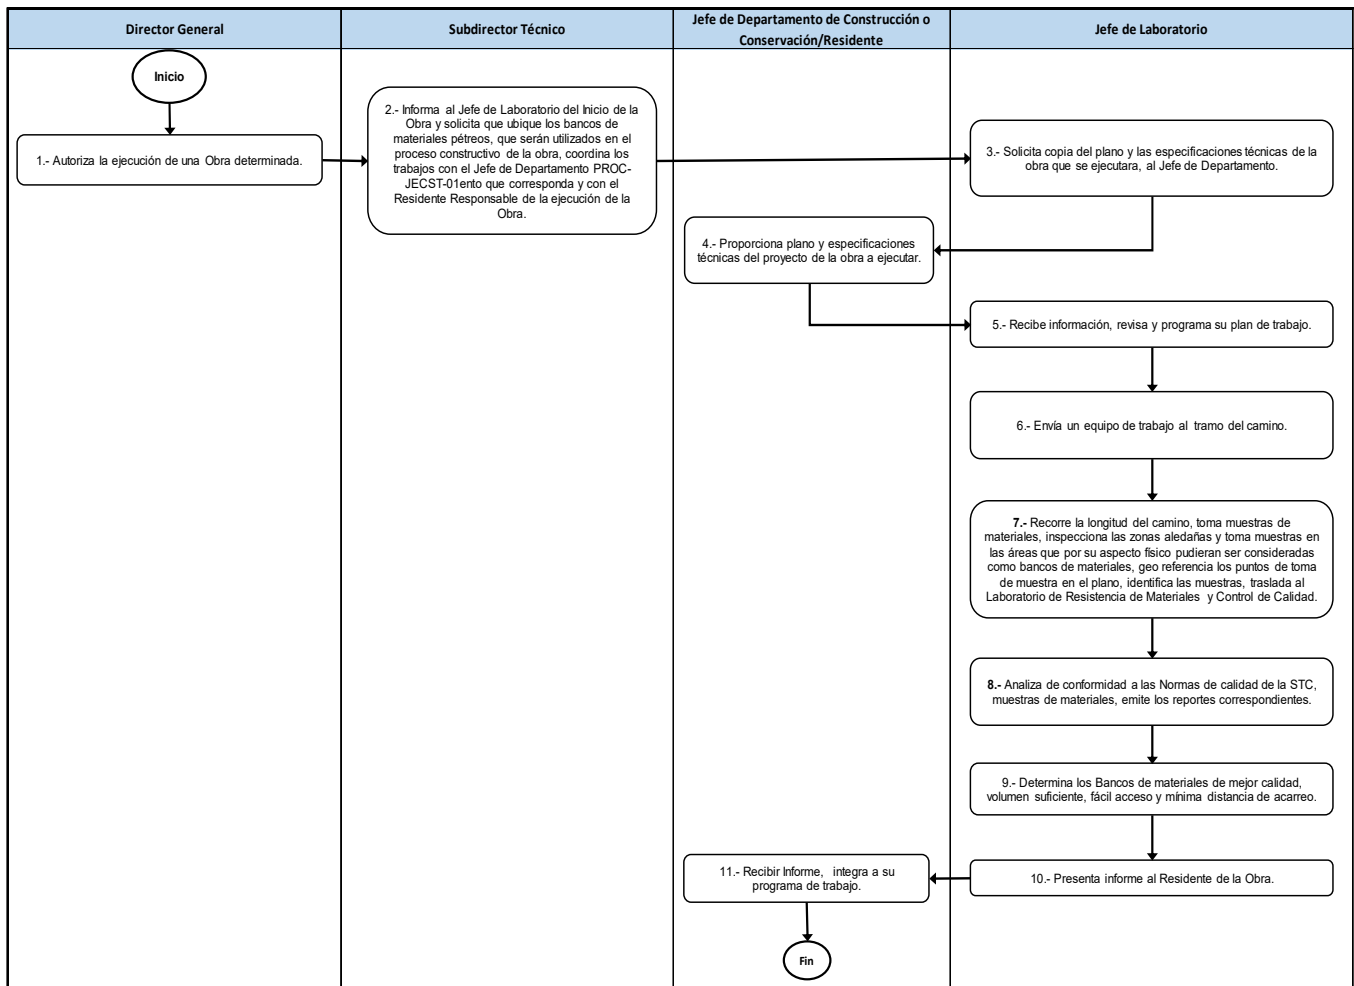 Director General
Subdirector Técnico
Jefe de Departamento de Construcción o
Conservación/Residente
Jefe de Laboratorio
Inicio
1.- Autoriza la ejecución de una Obra determinada.
2.- Informa al Jefe de Laboratorio del Inicio de la
Obra y solicita que ubique los bancos de
materiales pétreos, que serán utilizados en el
proceso constructivo de la obra, coordina los
trabajos con el Jefe de Departamento PROC-
JECST-01ento que corresponda y con el
Residente Responsable de la ejecución de la
Obra.
3.- Solicita copia del plano y las especificaciones técnicas de la
obra que se ejecutara, al Jefe de Departamento.
4.- Proporciona plano y especificaciones
técnicas del proyecto de la obra a ejecutar.
5.- Recibe información, revisa y programa su plan de trabajo.
6.- Envía un equipo de trabajo al tramo del camino.
7.- Recorre la longitud del camino, toma muestras de
materiales, inspecciona las zonas aledañas y toma muestras en
las áreas que por su aspecto físico pudieran ser consideradas
como bancos de materiales, geo referencia los puntos de toma
de muestra en el plano, identifica las muestras, traslada al
Laboratorio de Resistencia de Materiales y Control de Calidad.
8.- Analiza de conformidad a las Normas de calidad de la STC,
muestras de materiales, emite los reportes correspondientes.
9.- Determina los Bancos de materiales de mejor calidad,
volumen suficiente, fácil acceso y mínima distancia de acarreo.
10.- Presenta informe al Residente de la Obra.
11.- Recibir Informe, integra a su
programa de trabajo.
Fin